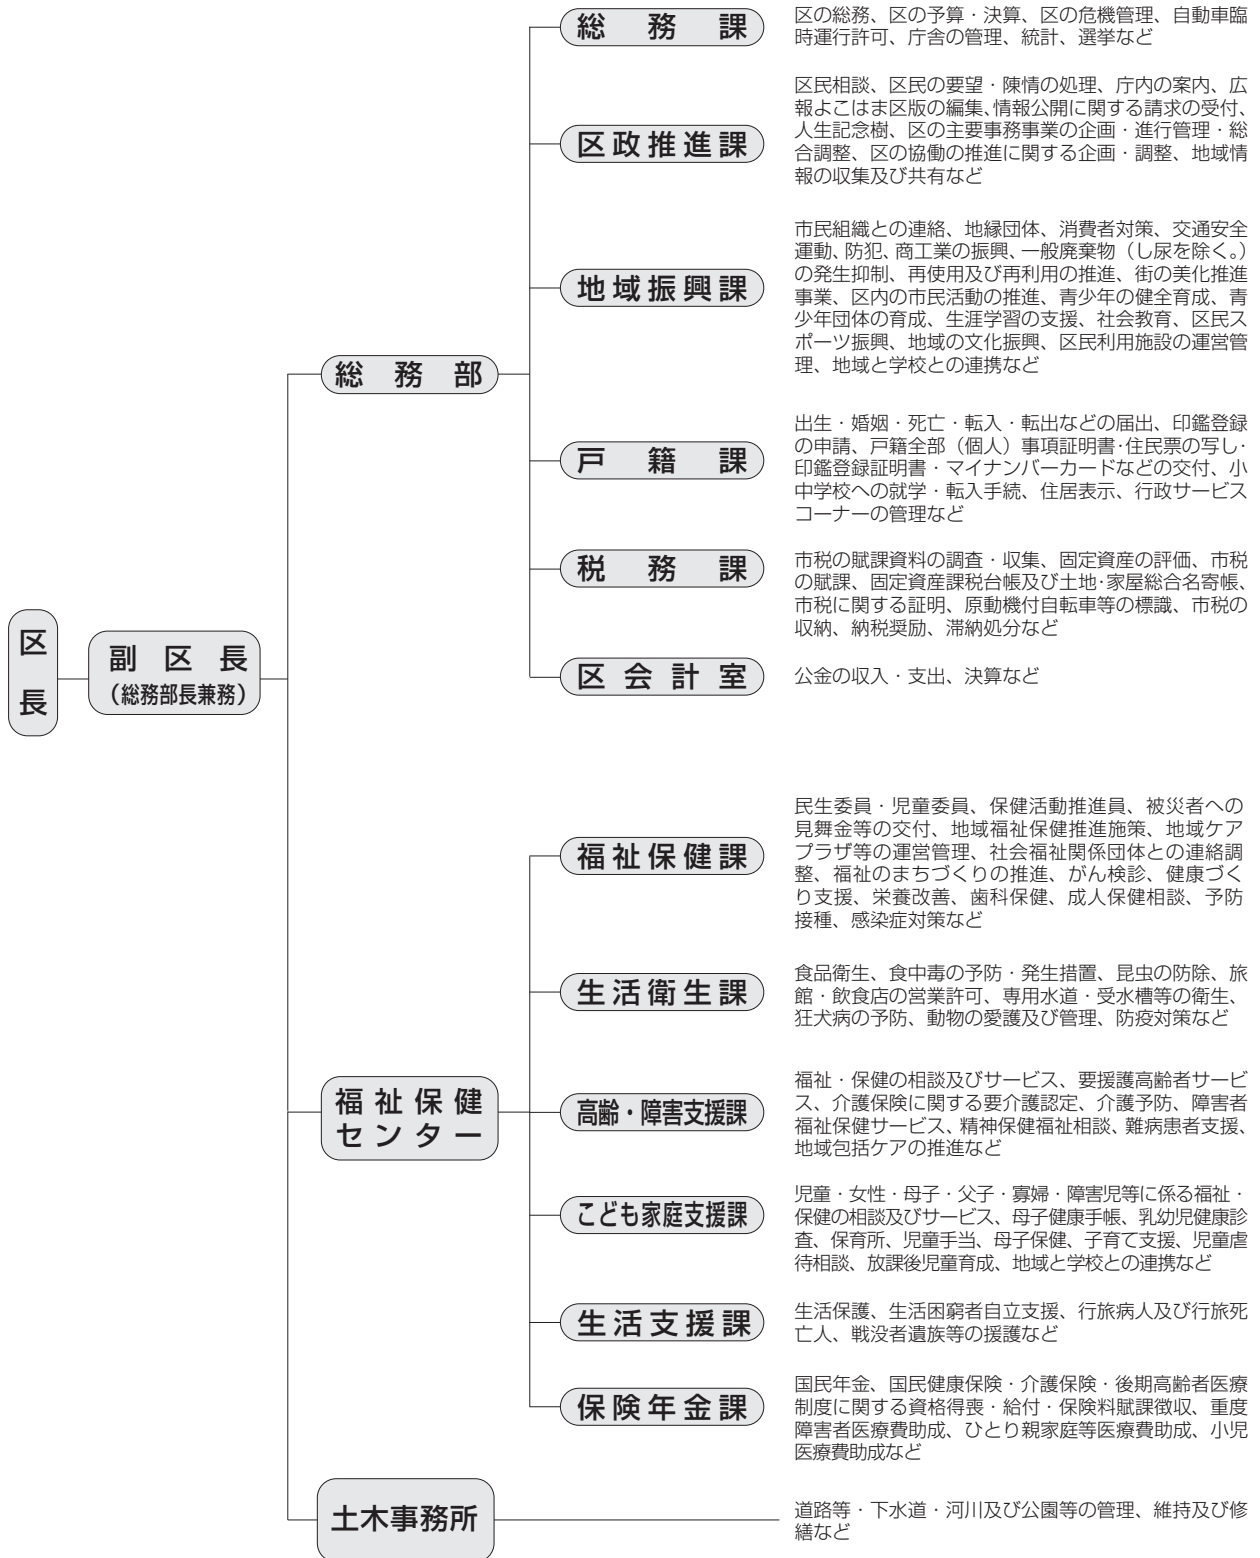 区長
副区長
(総務部長兼務)
総務部
総務課
区の総務、区の予算・決算、区の危機管理、自動車臨
時運行許可、庁舎の管理、統計、選挙など
区政推進課
区民相談、区民の要望・陳情の処理、庁内の案内、広
報よこはま区版の編集、情報公開に関する請求の受付、
人生記念樹、区の主要事務事業の企画・進行管理・総
合調整、区の協働の推進に関する企画・調整、地域情
報の収集及び共有など
地域振興課
市民組織との連絡、地縁団体、消費者対策、交通安全
運動、防犯、商工業の振興、一般廃棄物（し尿を除く。）
の発生抑制、再使用及び再利用の推進、街の美化推進
事業、区内の市民活動の推進、青少年の健全育成、青
少年団体の育成、生涯学習の支援、社会教育、区民ス
ポーツ振興、地域の文化振興、区民利用施設の運営管
理、地域と学校との連携など
戸籍課
出生・婚姻・死亡・転入・転出などの届出、印鑑登録
の申請、戸籍全部（個人）事項証明書・住民票の写し・
印鑑登録証明書・マイナンバーカードなどの交付、小
中学校への就学・転入手続、住居表示、行政サービス
コーナーの管理など
税務課
市税の賦課資料の調査・収集、固定資産の評価、市税
の賦課、固定資産課税台帳及び土地・家屋総合名寄帳、
市税に関する証明、原動機付自転車等の標識、市税の
収納、納税奨励、滞納処分など
区会計室
公金の収入・支出、決算など
福祉保健
センター
福祉保健課
民生委員・児童委員、保健活動推進員、被災者への
見舞金等の交付、地域福祉保健推進施策、地域ケア
プラザ等の運営管理、社会福祉関係団体との連絡調
整、福祉のまちづくりの推進、がん検診、健康づく
り支援、栄養改善、歯科保健、成人保健相談、予防
接種、感染症対策など
生活衛生課
食品衛生、食中毒の予防・発生措置、昆虫の防除、旅
館・飲食店の営業許可、専用水道・受水槽等の衛生、
狂犬病の予防、動物の愛護及び管理、防疫対策など
高齢・障害支援課
福祉・保健の相談及びサービス、要援護高齢者サービ
ス、介護保険に関する要介護認定、介護予防、障害者
福祉保健サービス、精神保健福祉相談、難病患者支援、
地域包括ケアの推進など
こども家庭支援課
児童・女性・母子・父子・寡婦・障害児等に係る福祉・
保健の相談及びサービス、母子健康手帳、乳幼児健康診
査、保育所、児童手当、母子保健、子育て支援、児童虐
待相談、放課後児童育成、地域と学校との連携など
生活支援課
生活保護、生活困窮者自立支援、行旅病人及び行旅死
亡人、戦没者遺族等の援護など
保険年金課
国民年金、国民健康保険・介護保険・後期高齢者医療
制度に関する資格得喪・給付・保険料賦課徴収、重度
障害者医療費助成、ひとり親家庭等医療費助成、小児
医療費助成など
土木事務所
道路等・下水道・河川及び公園等の管理、維持及び修
繕など